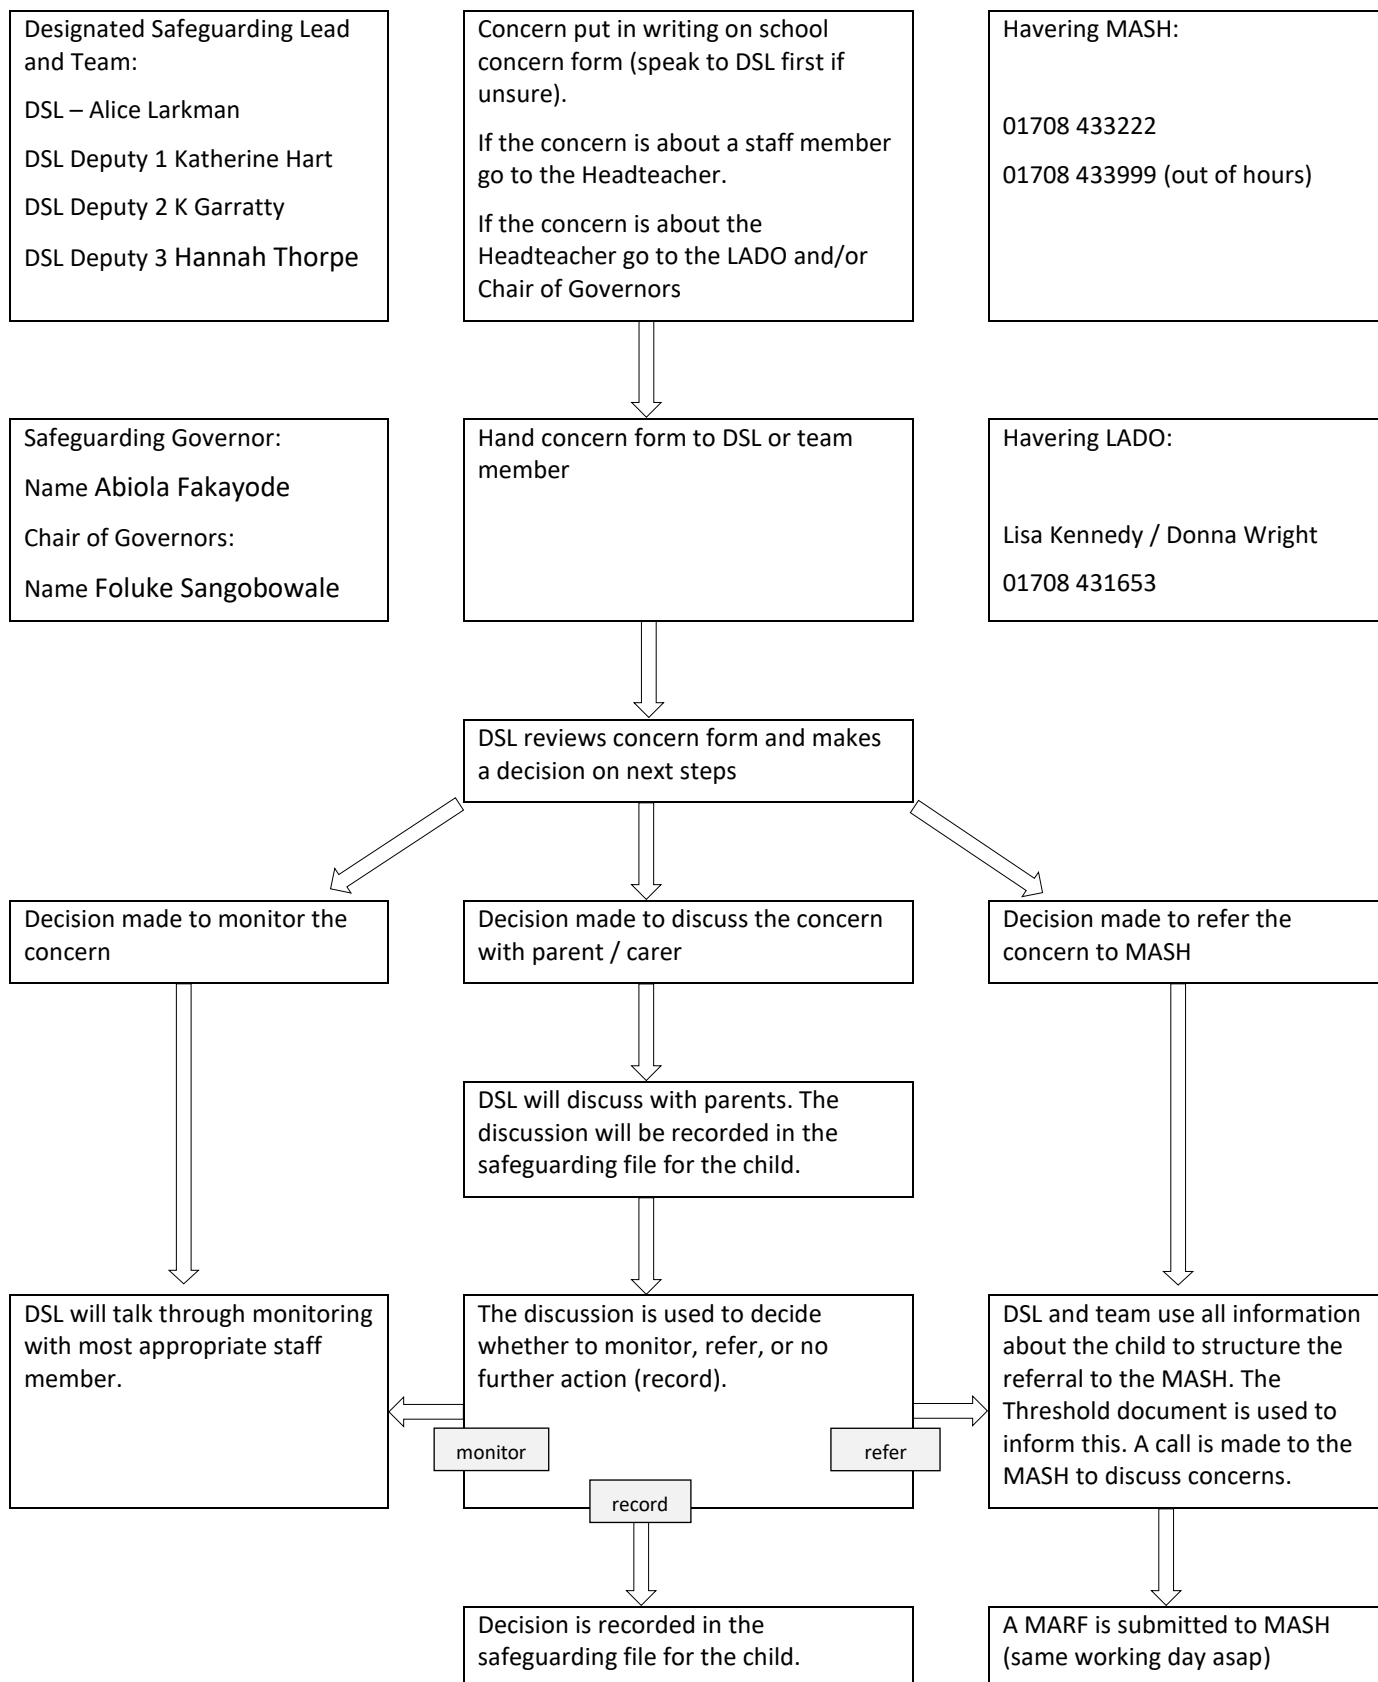 Designated Safeguarding Lead
and Team:
DSL – Alice Larkman
DSL Deputy 1 Katherine Hart
DSL Deputy 2 K Garratty
DSL Deputy 3 Hannah Thorpe
Concern put in writing on school
concern form (speak to DSL first if
unsure).
If the concern is about a staff member
go to the Headteacher.
If the concern is about the
Headteacher go to the LADO and/or
Chair of Governors
Havering MASH:
01708 433222
01708 433999 (out of hours)
Safeguarding Governor:
Name Abiola Fakayode
Chair of Governors:
Name Foluke Sangobowale
Hand concern form to DSL or team
member
Havering LADO:
Lisa Kennedy / Donna Wright
01708 431653
DSL reviews concern form and makes
a decision on next steps
Decision made to monitor the
concern
Decision made to discuss the concern
with parent / carer
Decision made to refer the
concern to MASH
DSL will discuss with parents. The
discussion will be recorded in the
safeguarding file for the child.
DSL will talk through monitoring
with most appropriate staff
member.
The discussion is used to decide
whether to monitor, refer, or no
further action (record).
monitor
refer
record
DSL and team use all information
about the child to structure the
referral to the MASH. The
Threshold document is used to
inform this. A call is made to the
MASH to discuss concerns.
Decision is recorded in the
safeguarding file for the child.
A MARF is submitted to MASH
(same working day asap)